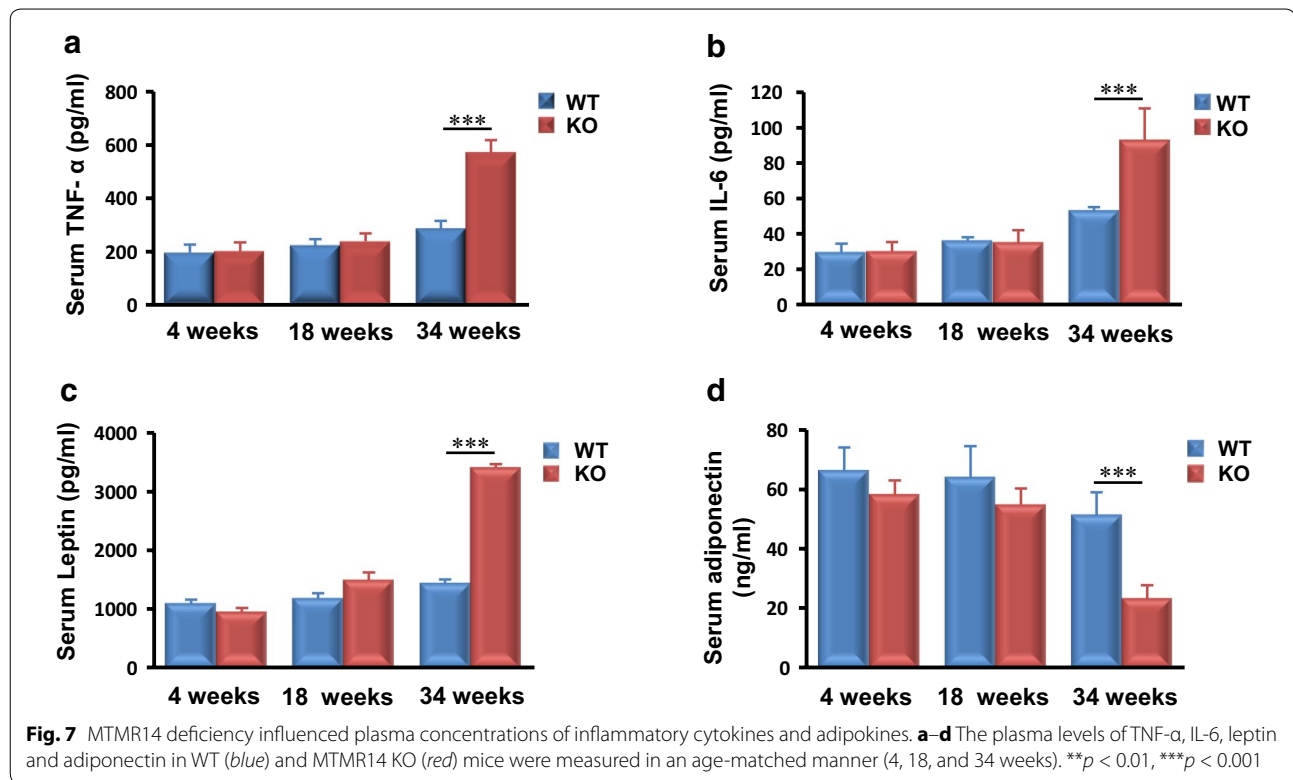 a
800
600
400
200
0
Serum TNF- α (pg/ml)
***
WT
KO
4 weeks
18 weeks
34 weeks
b
120
100
80
60
40
20
0
Serum IL-6 (pg/ml)
***
WT
KO
4 weeks
18 weeks
34 weeks
c
4000
3000
2000
1000
0
Serum Leptin (pg/ml)
***
WT
KO
4 weeks
18 weeks
34 weeks
d
80
60
40
20
0
Serum adiponectin
(ng/ml)
***
WT
KO
4 weeks
18 weeks
34 weeks
Fig. 7 MTMR14 deficiency influenced plasma concentrations of inflammatory cytokines and adipokines. a–d The plasma levels of TNF-α, IL-6, leptin
and adiponectin in WT (blue) and MTMR14 KO (red) mice were measured in an age-matched manner (4, 18, and 34 weeks). **p < 0.01, ***p < 0.001